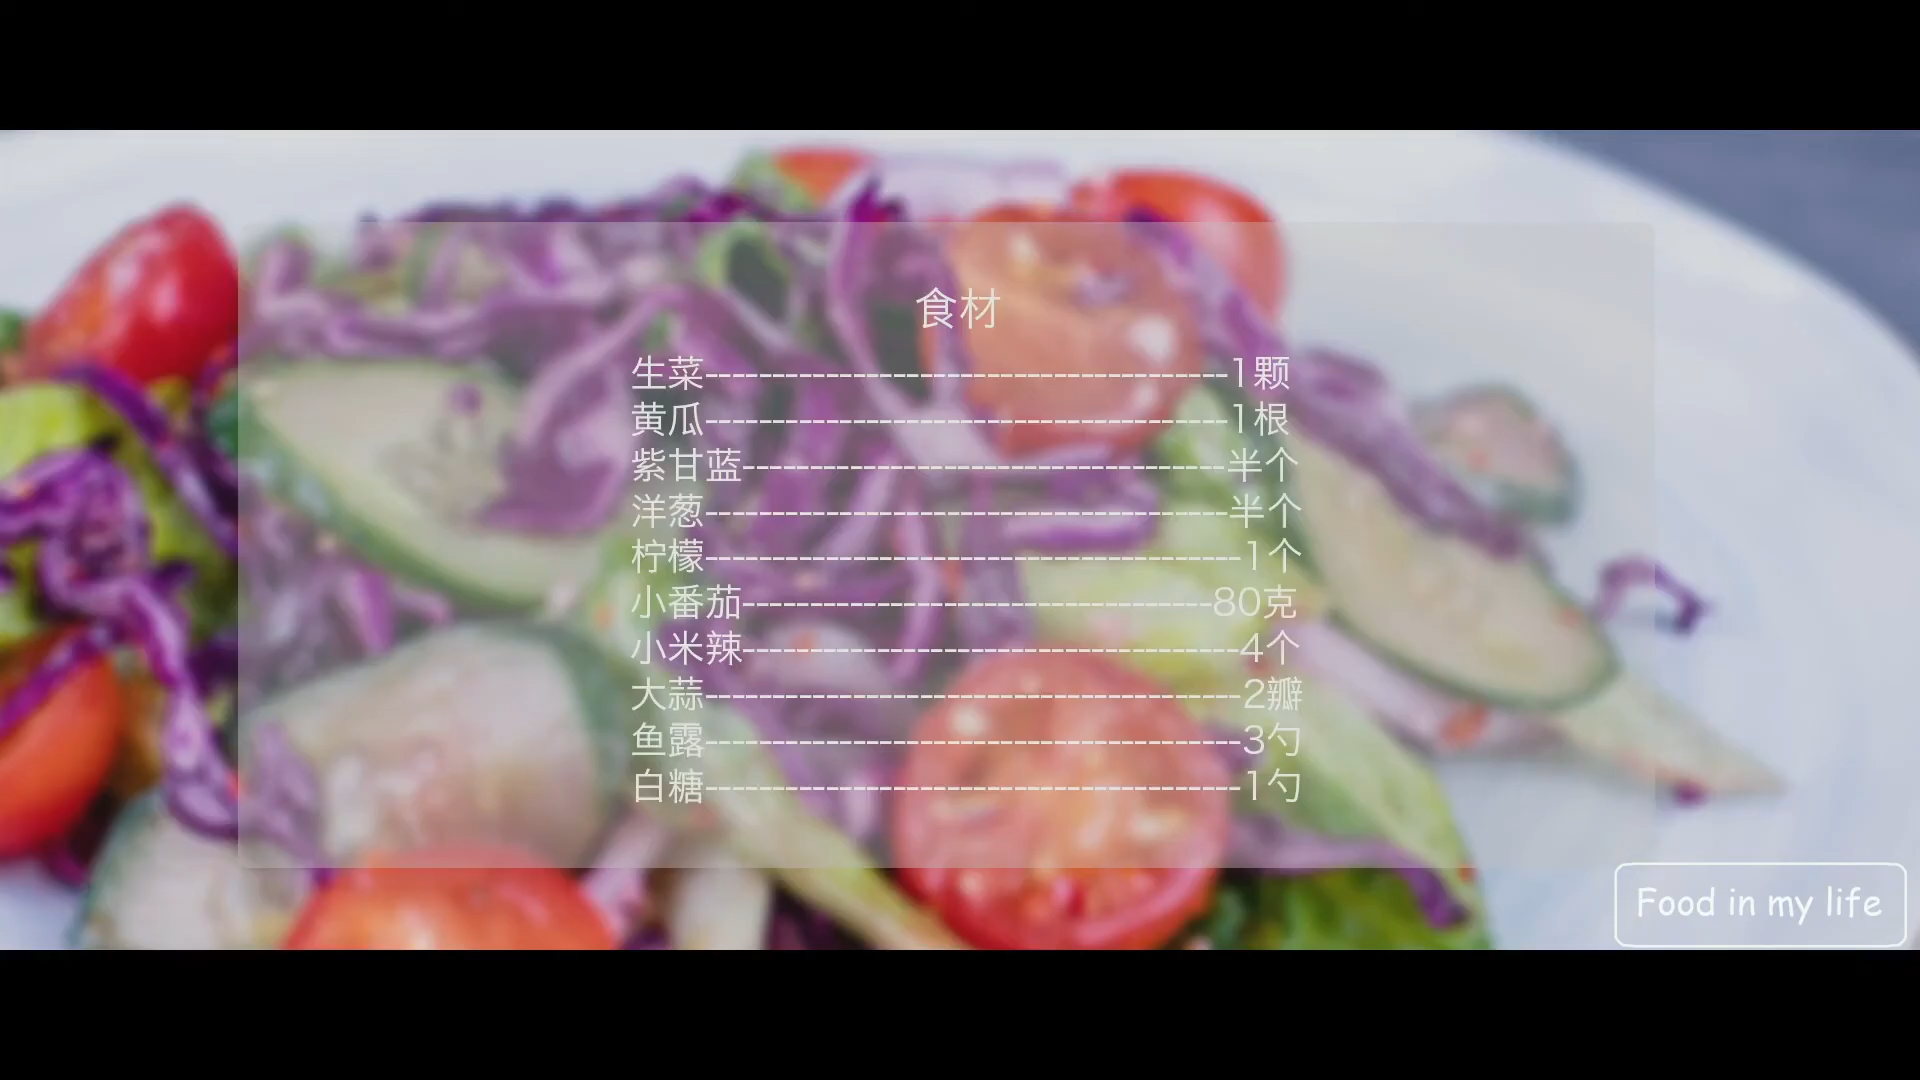 食材
生菜---------------------------------------1颗
黄瓜---------------------------------------1根
紫甘蓝------------------------------------半个
洋葱---------------------------------------半个
柠檬----------------------------------------1个
小番茄-----------------------------------80克
小米辣-------------------------------------4个
大蒜----------------------------------------2瓣
鱼露----------------------------------------3勺
白糖----------------------------------------1勺
Food in my life